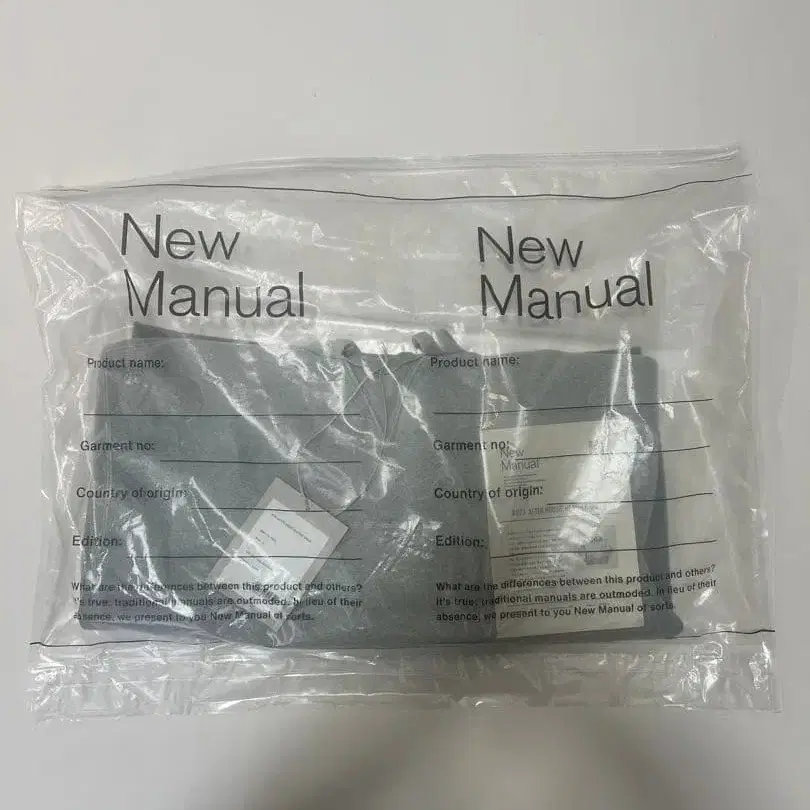 New
Manual
Product name:
Garment no:
Country of origin:
Edition:
What are the differences between this product and others?
It's true, traditional manuals are outmoded. In lieu of their
absence, we present to you New Manual of sorts.
New
Manual
Product name:
Garment no:
Country of origin:
Edition:
What are the differences between this product and others?
It's true, traditional manuals are outmoded. In lieu of their
absence, we present to you New Manual of sorts.
New
Manual